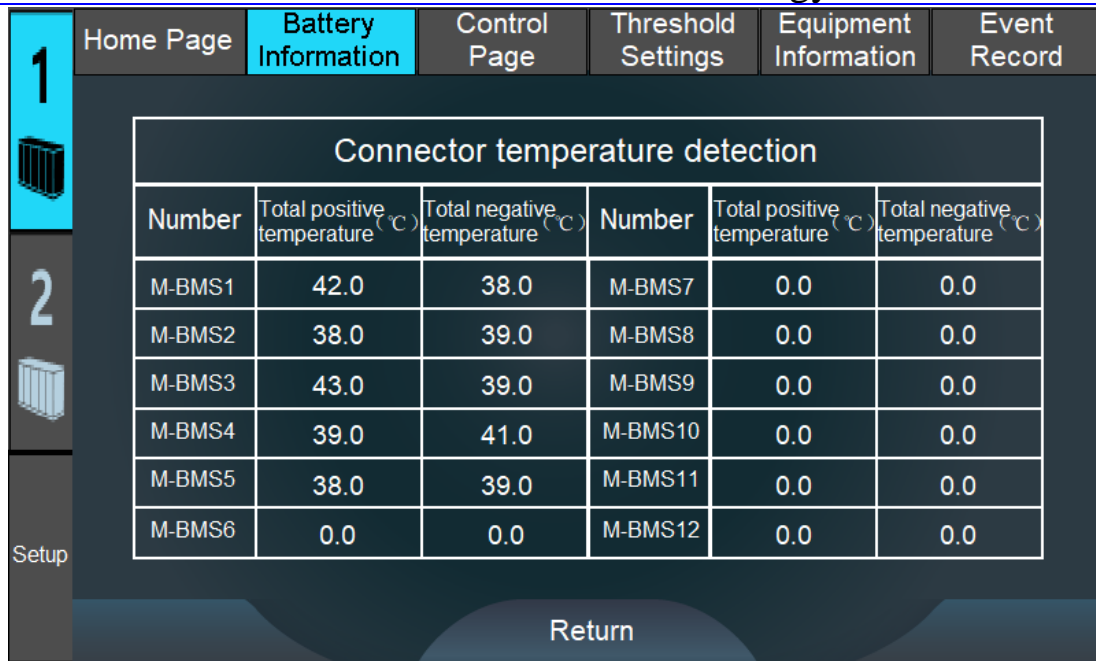 Home Page
Battery Information
Control Page
Threshold Settings
Equipment Information
Event Record
1
2
Setup
Connector temperature detection
Number Total positive temperature（℃） Total negative temperature（℃） Number Total positive temperature（℃） Total negative temperature（℃）
M-BMS1 42.0 38.0 M-BMS7 0.0 0.0
M-BMS2 38.0 39.0 M-BMS8 0.0 0.0
M-BMS3 43.0 39.0 M-BMS9 0.0 0.0
M-BMS4 39.0 41.0 M-BMS10 0.0 0.0
M-BMS5 38.0 39.0 M-BMS11 0.0 0.0
M-BMS6 0.0 0.0 M-BMS12 0.0 0.0
Return